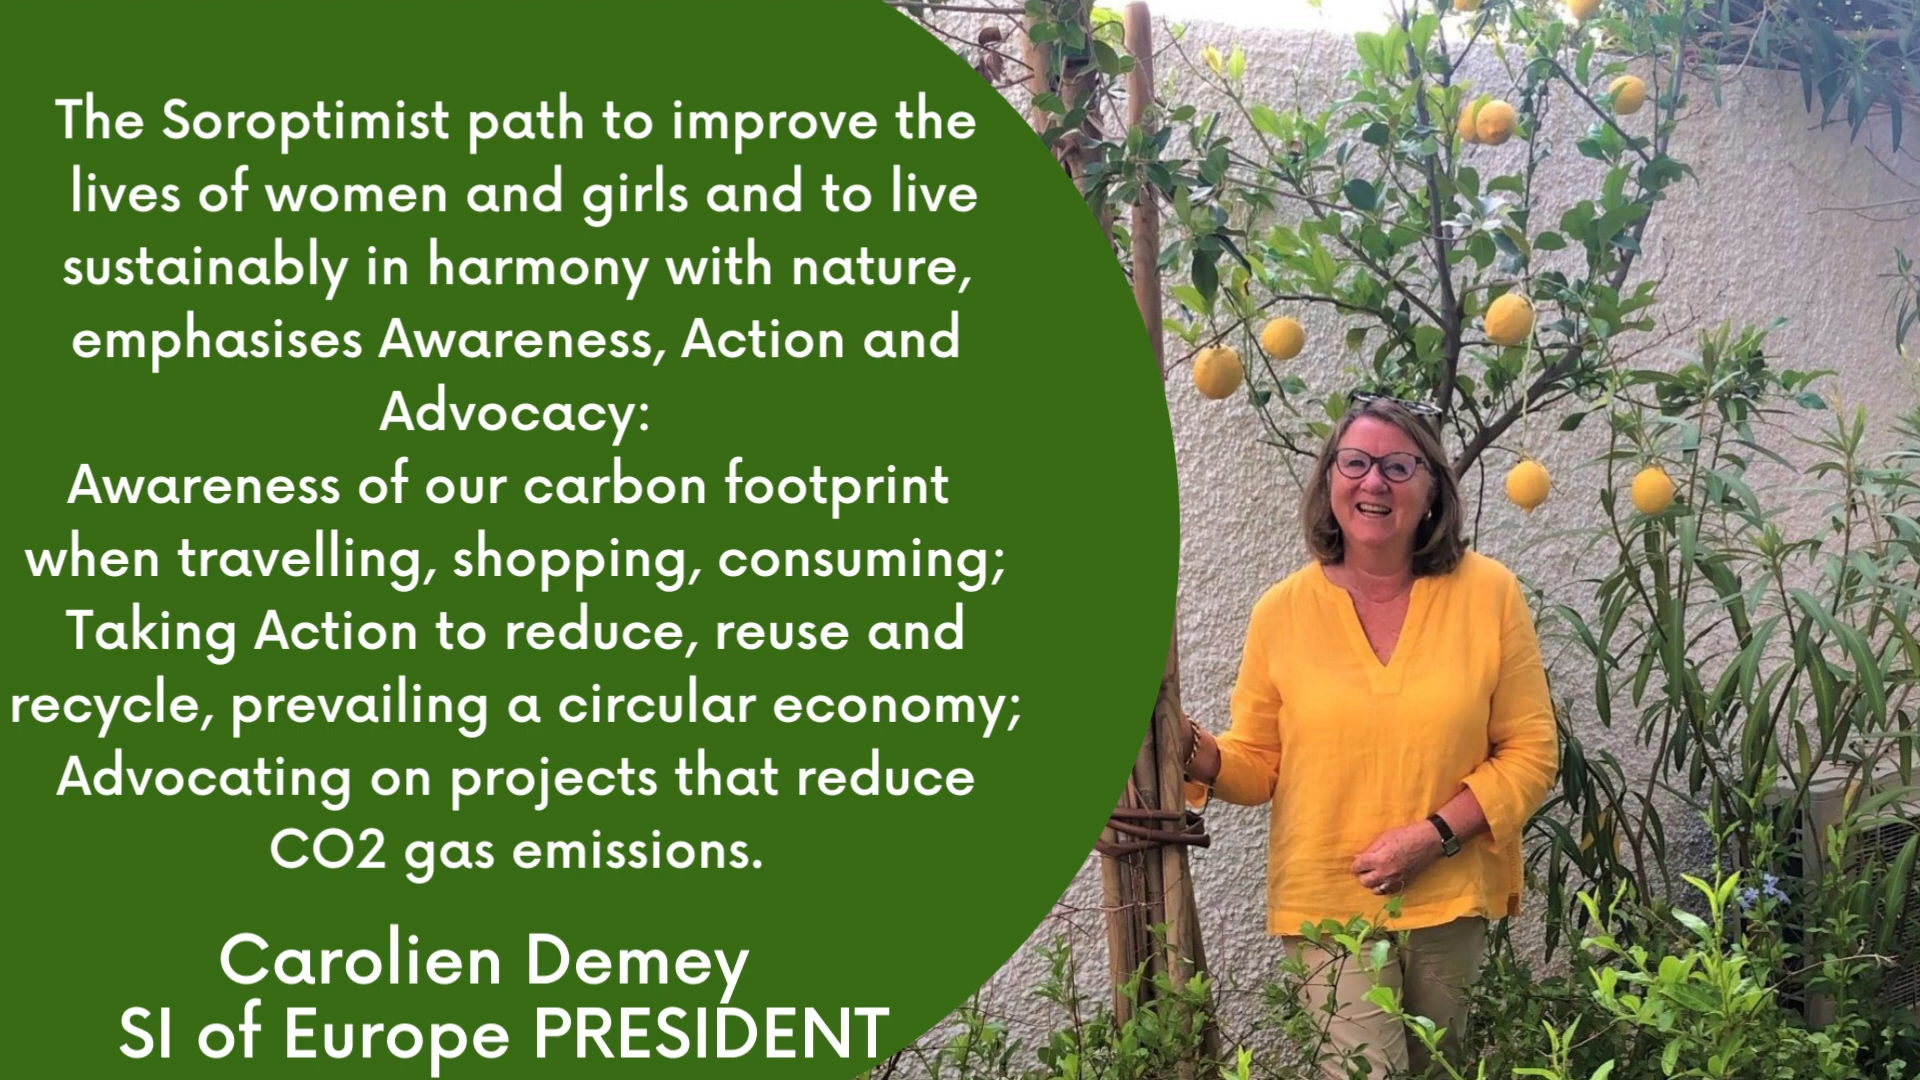 The Soroptimist path to improve the
lives of women and girls and to live
sustainably in harmony with nature,
emphasises Awareness, Action and
Advocacy:
Awareness of our carbon footprint
when travelling, shopping, consuming;
Taking Action to reduce, reuse and
recycle, prevailing a circular economy;
Advocating on projects that reduce
CO2 gas emissions.
Carolien Demey
SI of Europe PRESIDENT